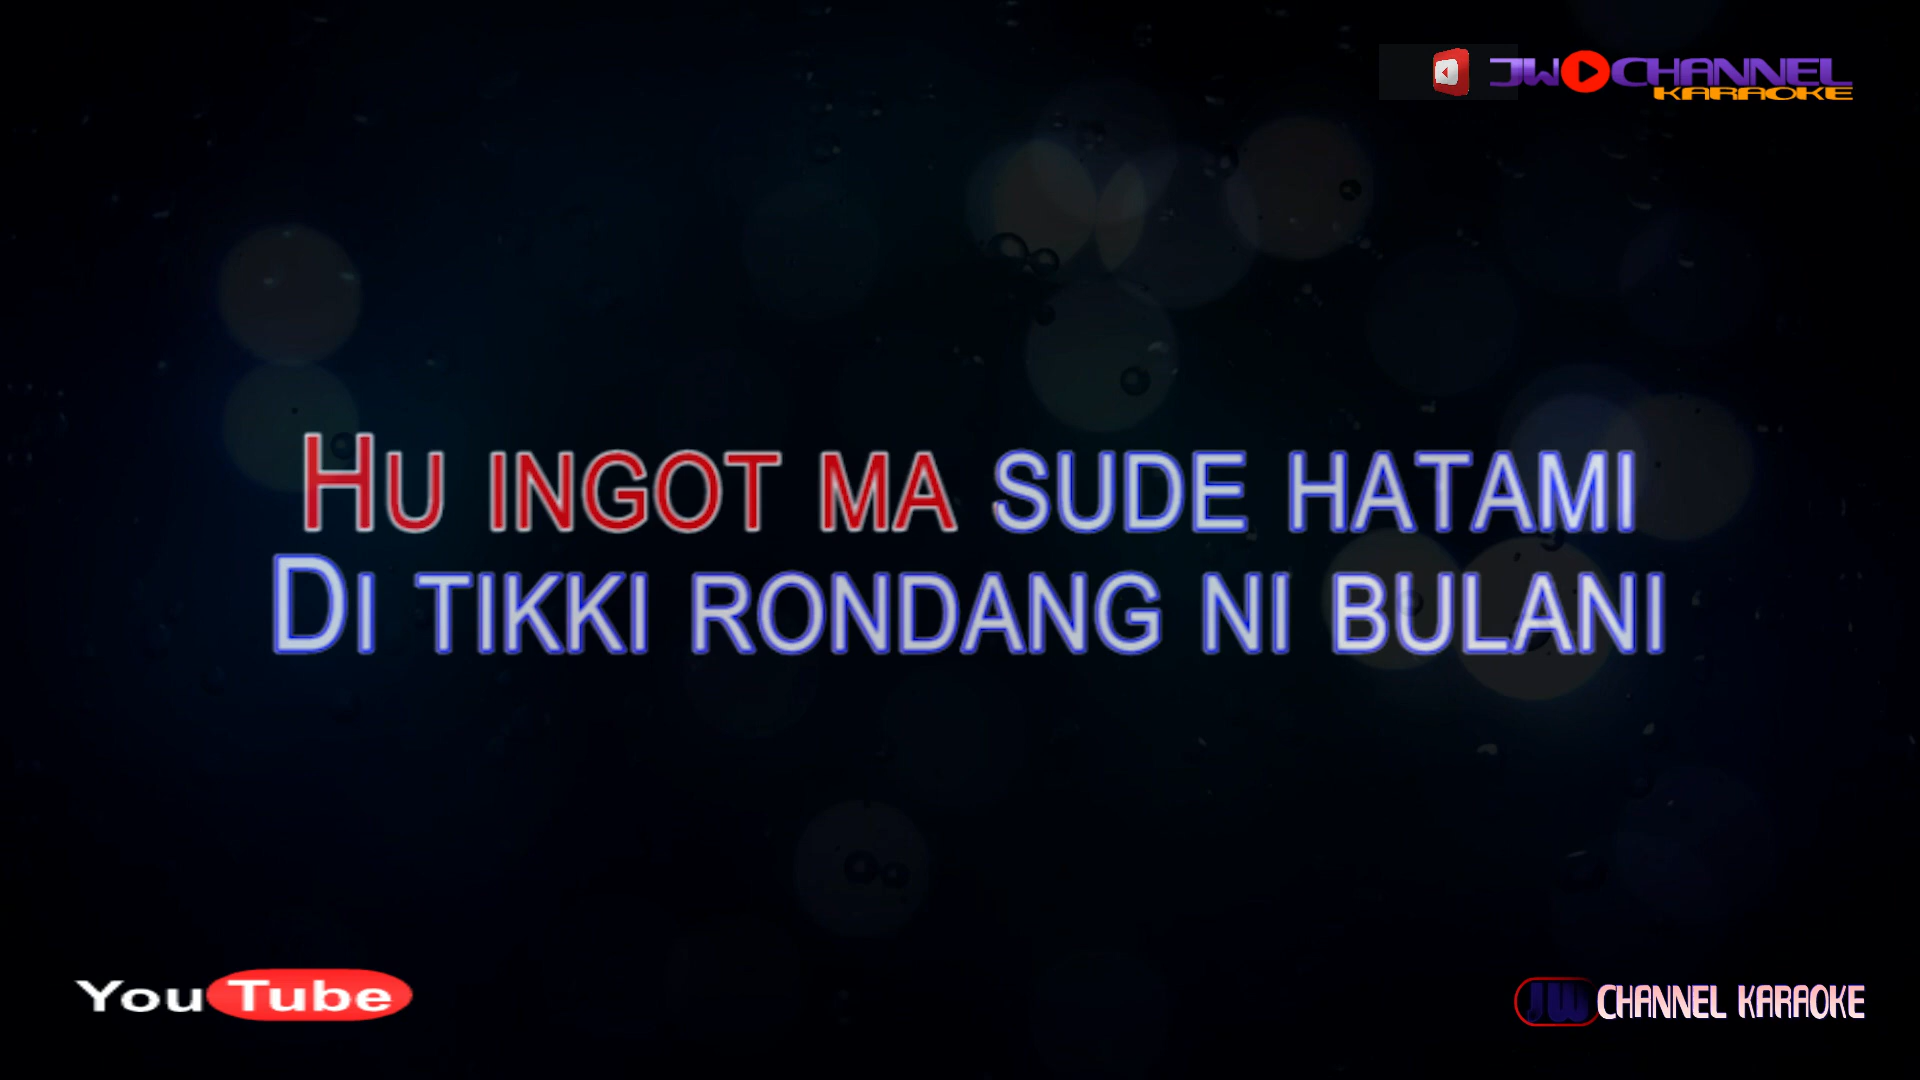 JW CHANNEL
KARAOKE
HU INGOT MA SUDE HATAMI
DI TIKKI RONDANG NI BULANI
YouTube
JW CHANNEL KARAOKE